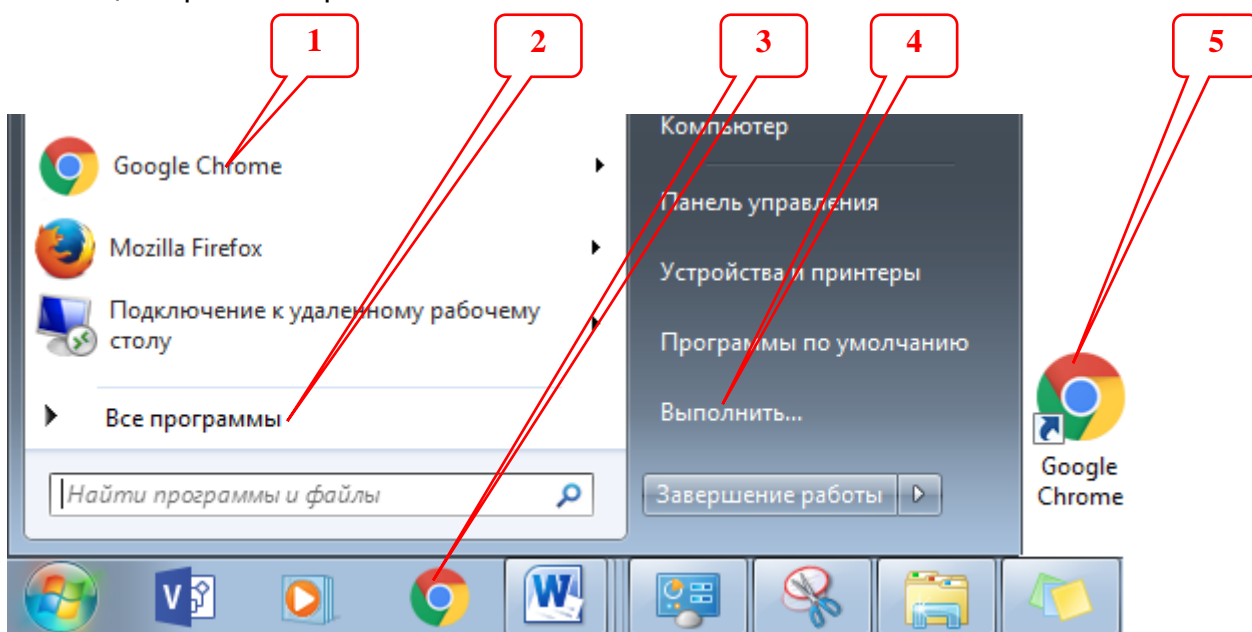 1 2 3 4 5
Google Chrome
Mozilla Firefox
Подключение к удаленному рабочему
столу
Все программы
Найти программы и файлы
Компьютер
Панель управления
Устройства и принтеры
Программы по умолчанию
Выполнить...
Завершение работы
Google
Chrome
V
W